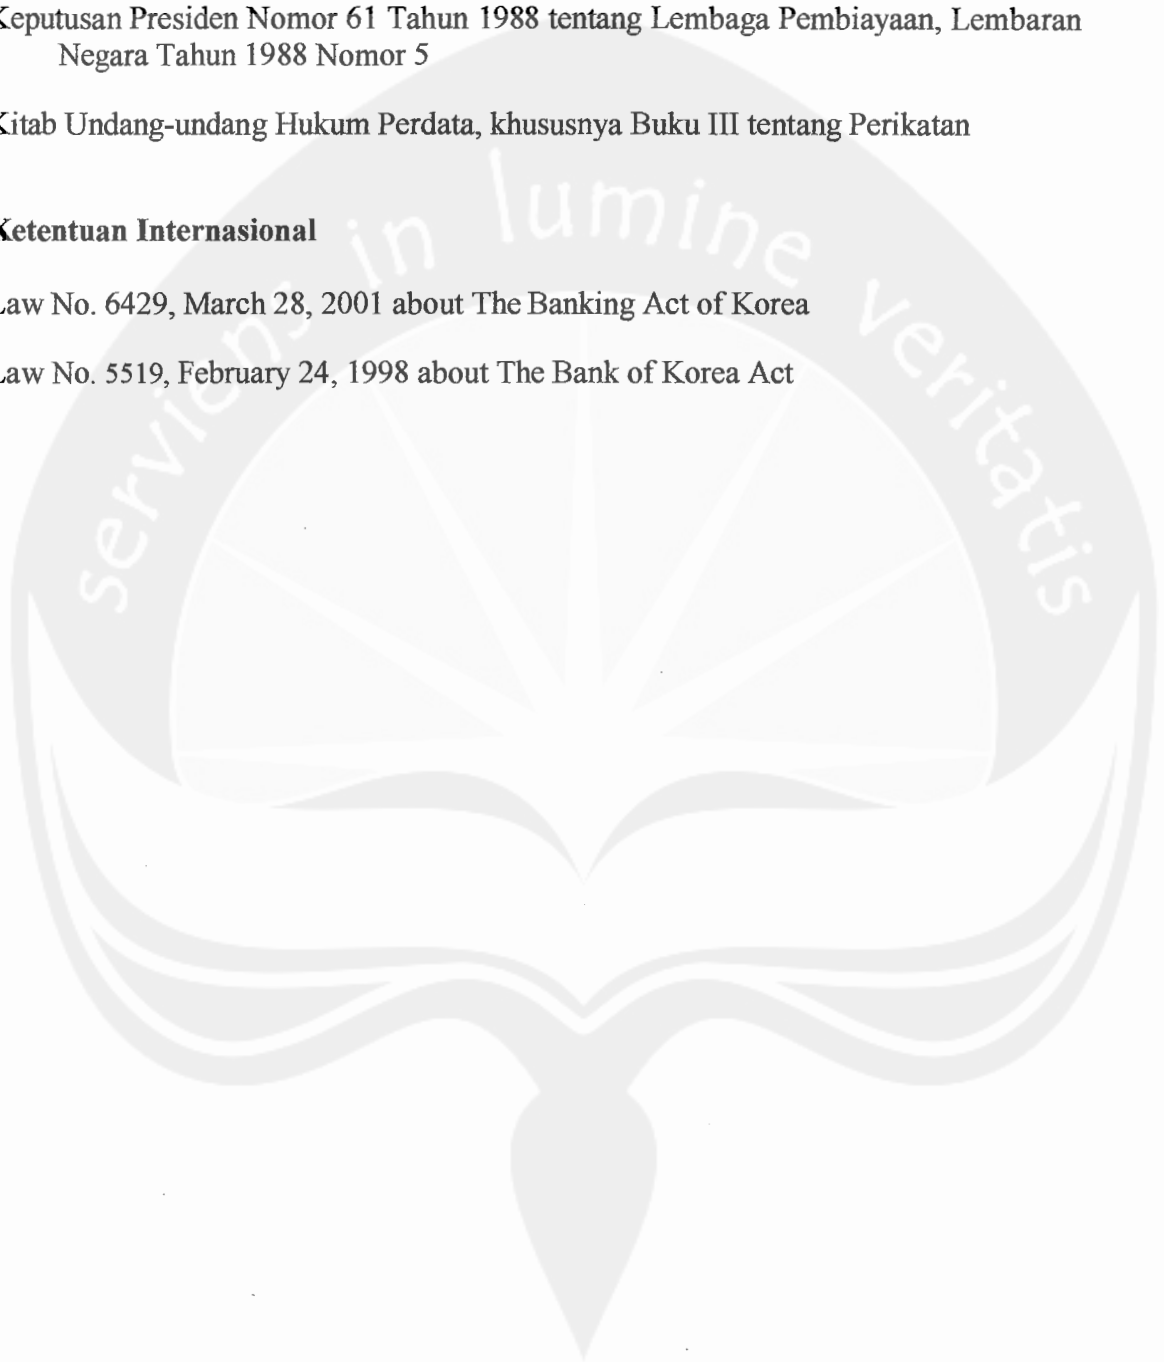 Keputusan Presiden Nomor 61 Tahun 1988 tentang Lembaga Pembiayaan, Lembaran
Negara Tahun 1988 Nomor 5
Kitab Undang-undang Hukum Perdata, khususnya Buku III tentang Perikatan
Ketentuan Internasional
Law No. 6429, March 28, 2001 about The Banking Act of Korea
Law No. 5519, February 24, 1998 about The Bank of Korea Act
serviens in lumine veritatis